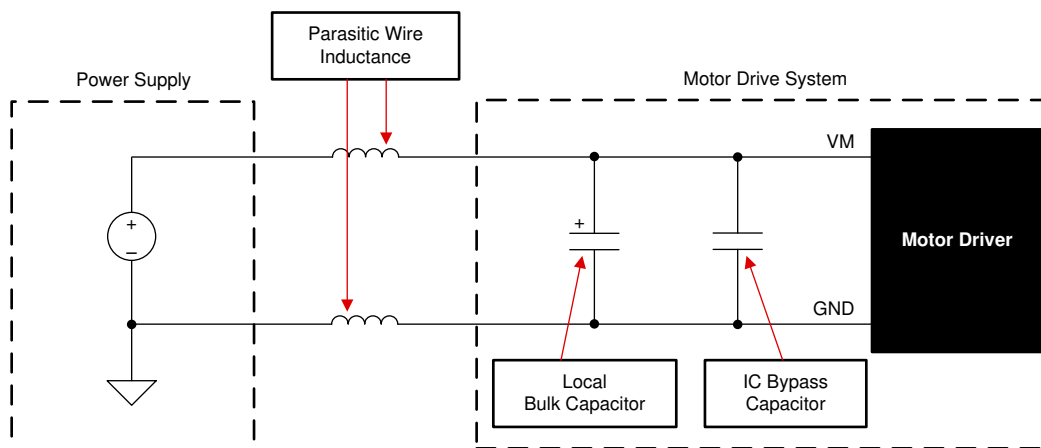 Parasitic Wire
Inductance
Power Supply
Motor Drive System
VM
+
–
+
Motor Driver
GND
Local
Bulk Capacitor
IC Bypass
Capacitor